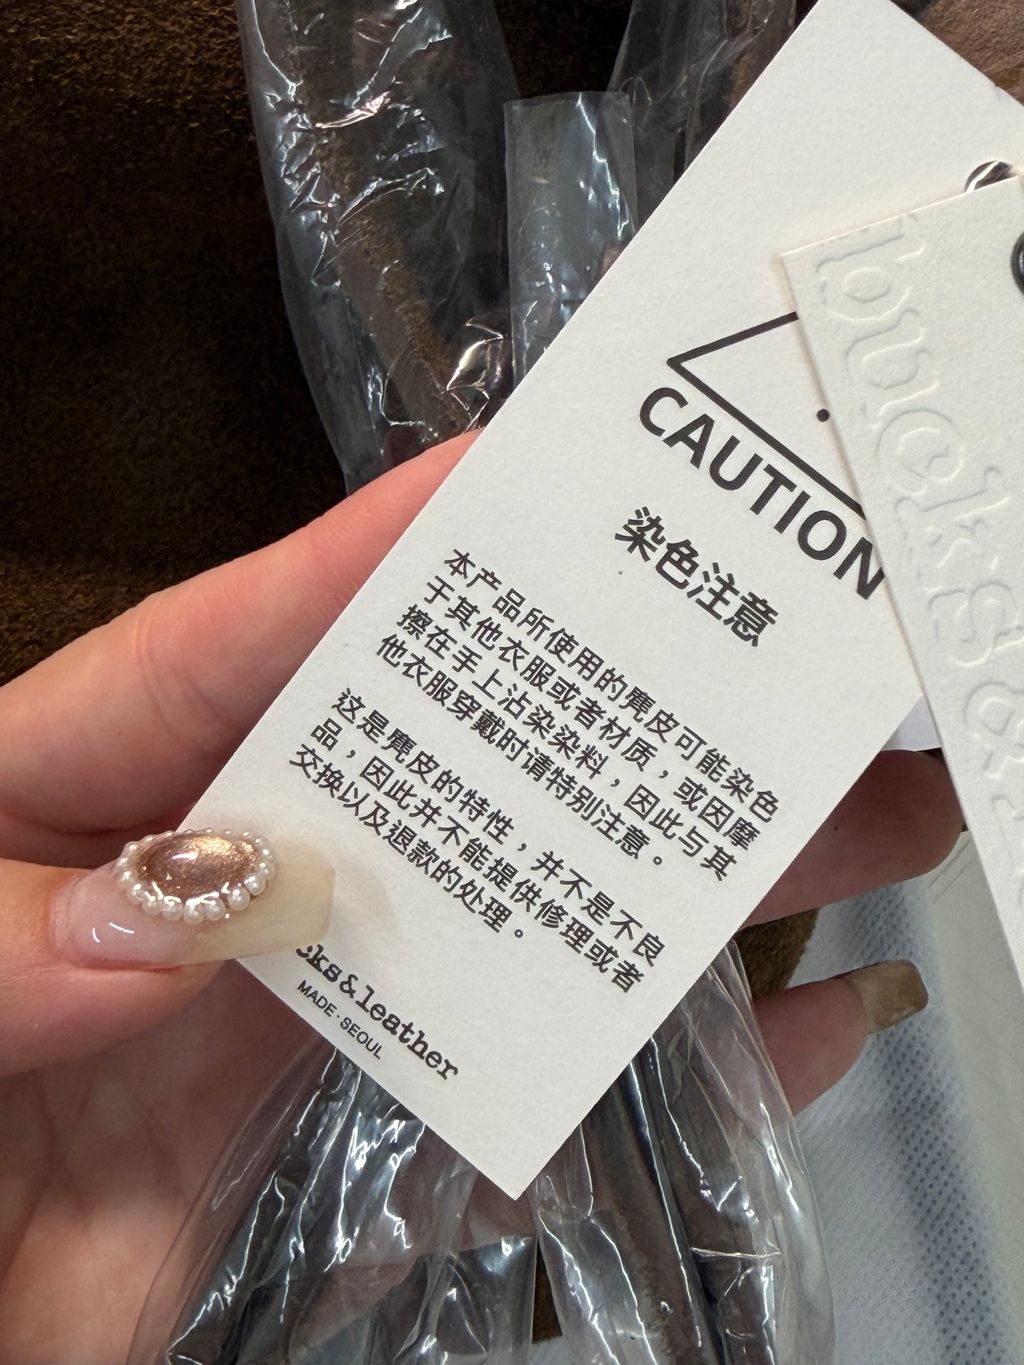 CAUTION
染色注意
本产品所使用的麂皮可能染色
于其他衣服或者材质，或因摩
擦在手上沾染染料，因此与其
他衣服穿戴时请特别注意。
这是麂皮的特性，并不是不良
品，因此并不能提供修理或者
交换以及退款的处理。
cks&leather
MADE·SEOUL